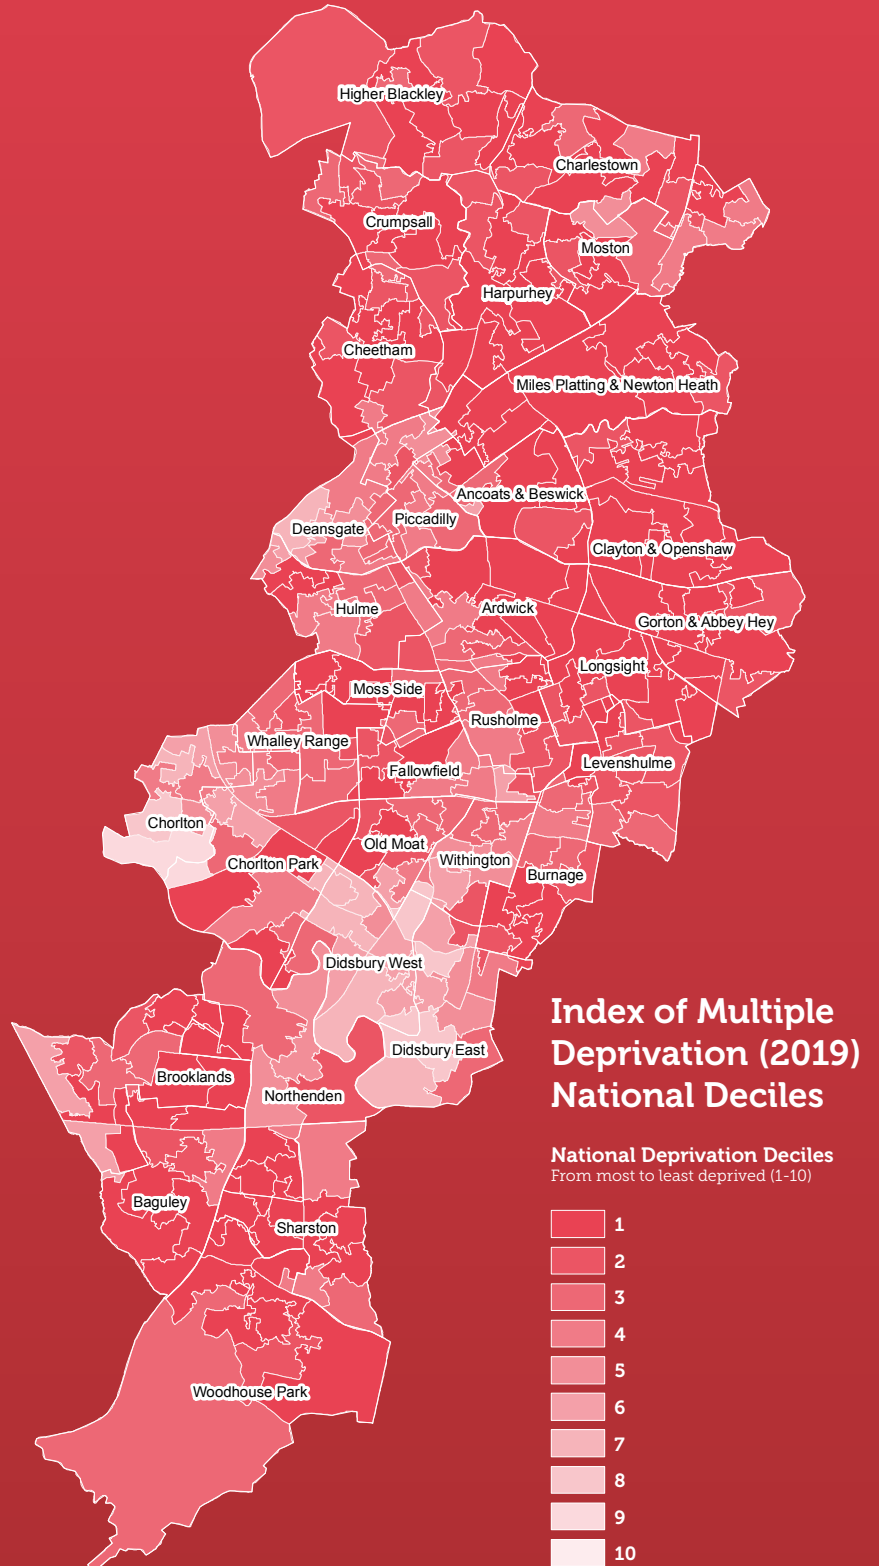 Higher Blackley
Charlestown
Crumpsall
Moston
Harpurhey
Cheetham
Miles Platting & Newton Heath
Ancoats & Beswick
Piccadilly
Deansgate
Clayton & Openshaw
Hulme
Ardwick
Gorton & Abbey Hey
Longsight
Moss Side
Rusholme
Whalley Range
Fallowfield
Levenshulme
Chorlton
Old Moat
Chorlton Park
Withington
Burnage
Didsbury West
Didsbury East
Brooklands
Northenden
Baguley
Sharston
Woodhouse Park
Index of Multiple
Deprivation (2019)
National Deciles
National Deprivation Deciles
From most to least deprived (1-10)
1
2
3
4
5
6
7
8
9
10